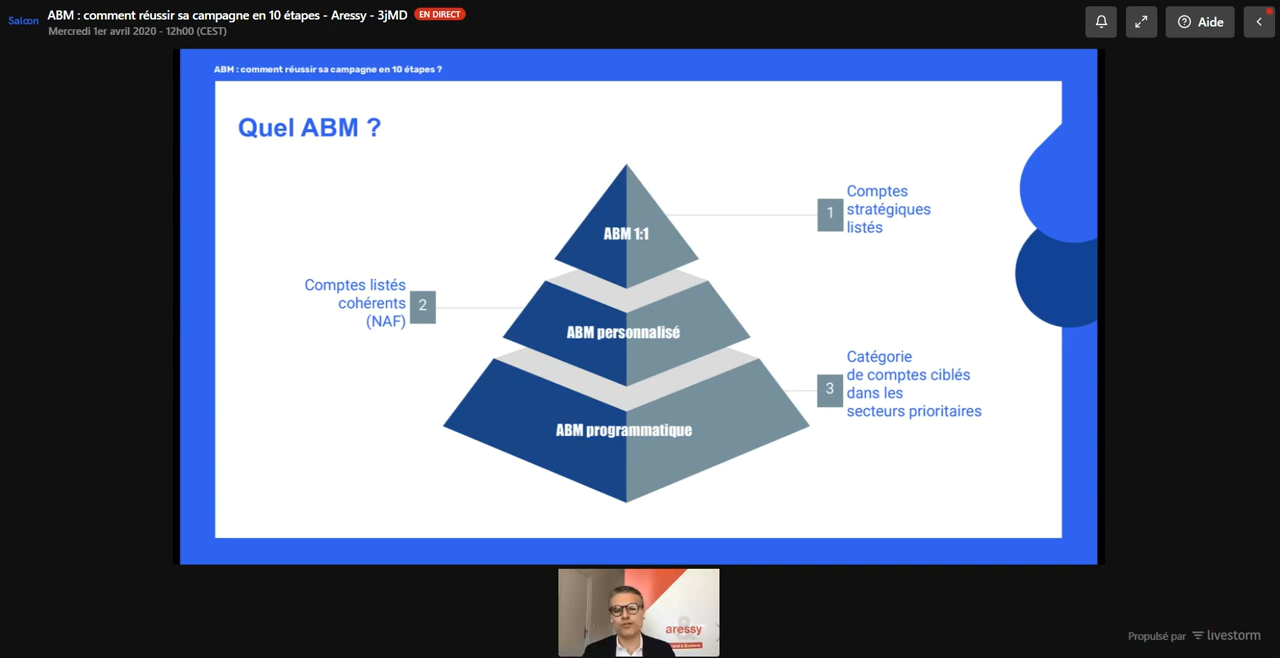 Saloon
ABM : comment réussir sa campagne en 10 étapes - Aressy - 3jMD
EN DIRECT
Mercredi 1er avril 2020 - 12h00 (CEST)
Aide
ABM : comment réussir sa campagne en 10 étapes ?
Quel ABM ?
ABM 1:1
1
Comptes
stratégiques
listés
Comptes listés
cohérents
(NAF)
2
ABM personnalisé
ABM programmatique
3
Catégorie
de comptes ciblés
dans les
secteurs prioritaires
aressy
Propulsé par livestorm